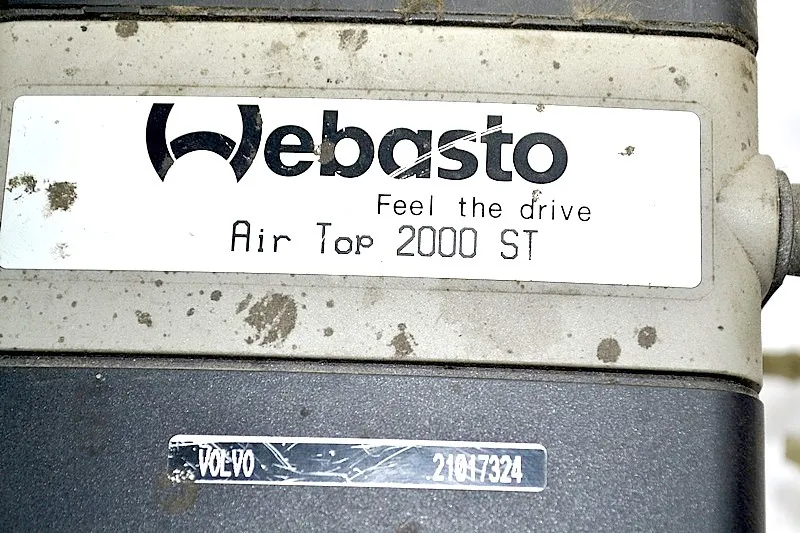 Webasto
Feel the drive
Air Top 2000 ST
VOLVO 21017324